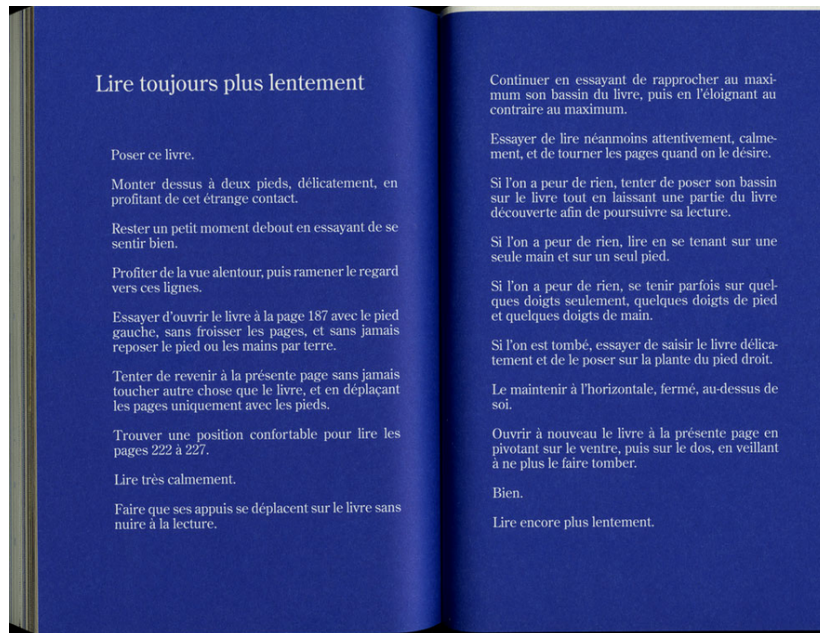 Lire toujours plus lentement
Poser ce livre.
Monter dessus à deux pieds, délicatement, en
profitant de cet étrange contact.
Rester un petit moment debout en essayant de se
sentir bien.
Profiter de la vue alentour, puis ramener le regard
vers ces lignes.
Essayer d'ouvrir le livre à la page 187 avec le pied
gauche, sans froisser les pages, et sans jamais
reposer le pied ou les mains par terre.
Tenter de revenir à la présente page sans jamais
toucher autre chose que le livre, et en déplaçant
les pages uniquement avec les pieds.
Trouver une position confortable pour lire les
pages 222 à 227.
Lire très calmement.
Faire que ses appuis se déplacent sur le livre sans
nuire à la lecture.
Continuer en essayant de rapprocher au maxi-
mum son bassin du livre, puis en l'éloignant au
contraire au maximum.
Essayer de lire néanmoins attentivement, calme-
ment, et de tourner les pages quand on le désire.
Si l'on a peur de rien, tenter de poser son bassin
sur le livre tout en laissant une partie du livre
découverte afin de poursuivre sa lecture.
Si l'on a peur de rien, lire en se tenant sur une
seule main et sur un seul pied.
Si l'on a peur de rien, se tenir parfois sur quel-
ques doigts seulement, quelques doigts de pied
et quelques doigts de main.
Si l'on est tombé, essayer de saisir le livre délica-
tement et de le poser sur la plante du pied droit.
Le maintenir à l'horizontale, fermé, au-dessus de
soi.
Ouvrir à nouveau le livre à la présente page en
pivotant sur le ventre, puis sur le dos, en veillant
à ne plus le faire tomber.
Bien.
Lire encore plus lentement.